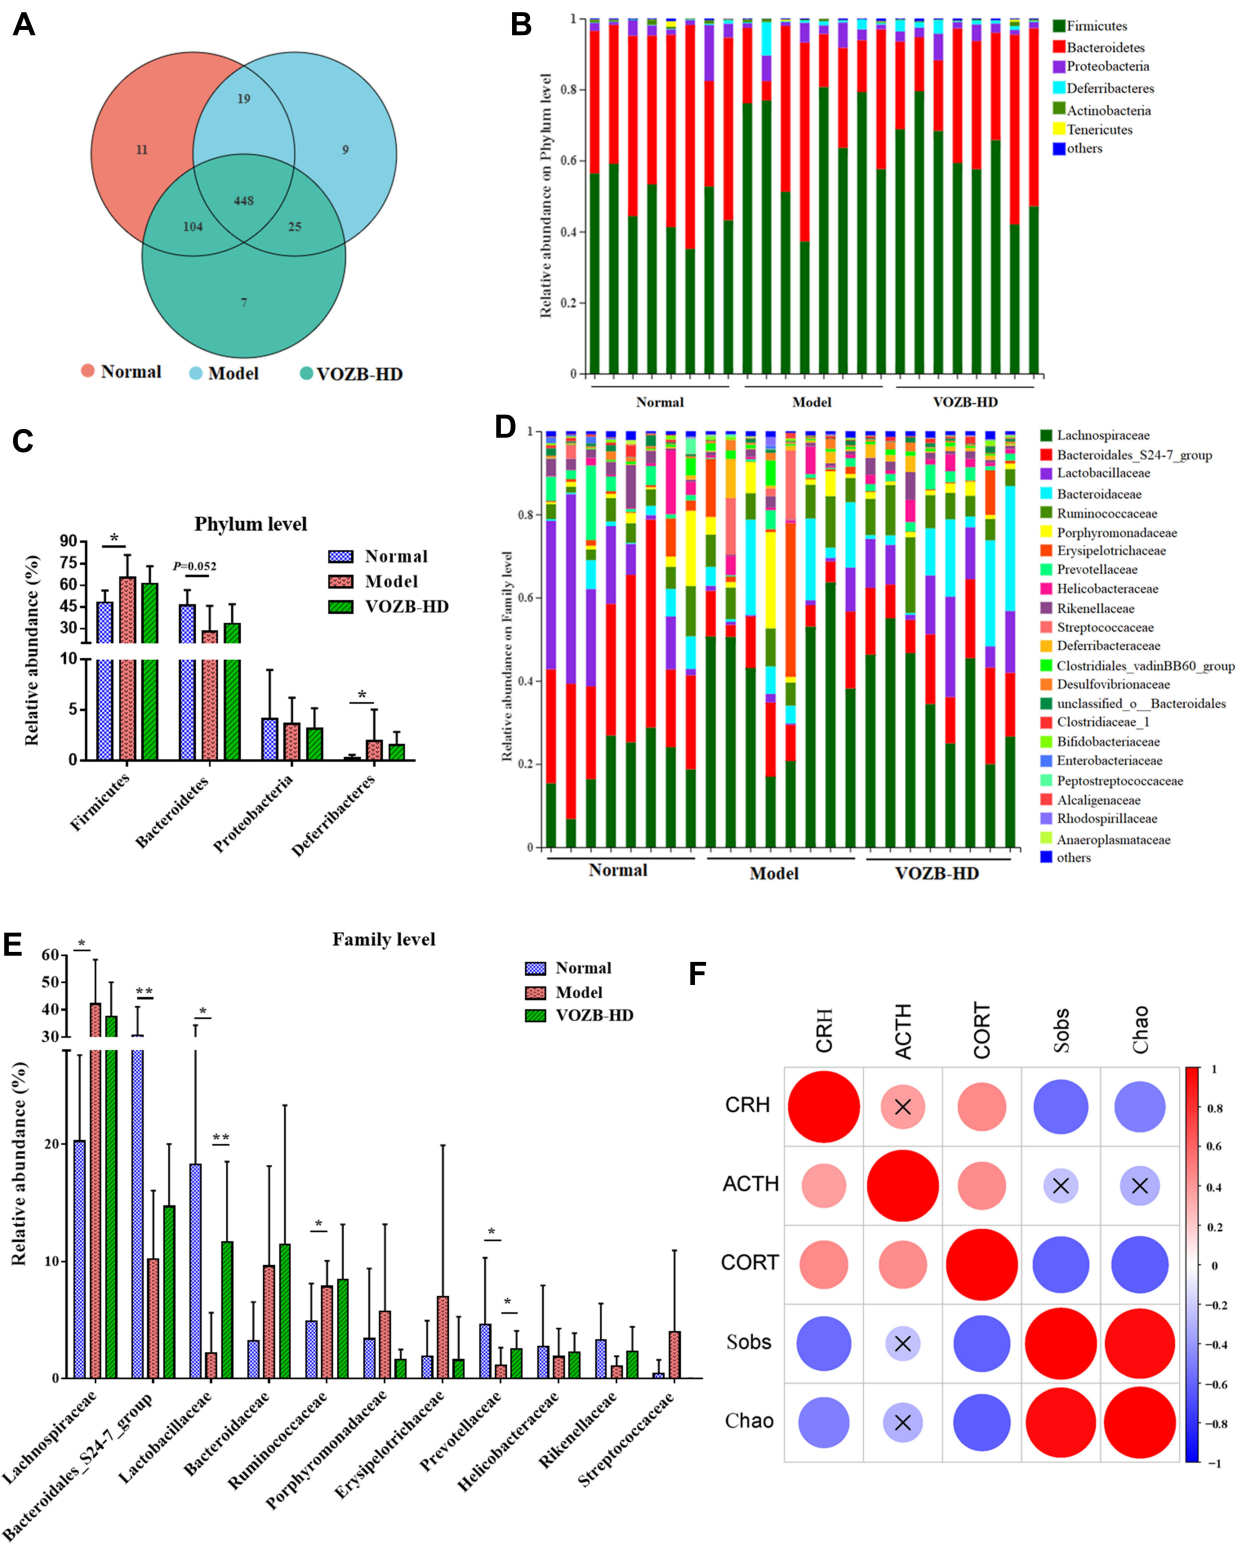 A
11
19
9
448
104
25
7
Normal
Model
VOZB-HD
B
Relative abundance on Phylum level
1
0.8
0.6
0.4
0.2
0
Normal
Model
VOZB-HD
Firmicutes
Bacteroidetes
Proteobacteria
Deferribacteres
Actinobacteria
Tenericutes
others
C
Phylum level
Relative abundance (%)
90
75
60
45
30
10
5
0
*
P=0.052
*
Normal
Model
VOZB-HD
Firmicutes
Bacteroidetes
Proteobacteria
Deferribacteres
D
Relative abundance on Family level
1
0.8
0.6
0.4
0.2
0
Normal
Model
VOZB-HD
Lachnospiraceae
Bacteroidales_S24-7_group
Lactobacillaceae
Bacteroidaceae
Ruminococcaceae
Porphyromonadaceae
Erysipelotrichaceae
Prevotellaceae
Helicobacteraceae
Rikenellaceae
Streptococcaceae
Deferribacteraceae
Clostridiales_vadinBB60_group
Desulfovibrionaceae
unclassified_o__Bacteroidales
Clostridiaceae_1
Bifidobacteriaceae
Enterobacteriaceae
Peptostreptococcaceae
Alcaligenaceae
Rhodospirillaceae
Anaeroplasmataceae
others
E
Family level
Relative abundance (%)
60
50
40
30
20
10
0
*
**
*
**
*
*
*
Normal
Model
VOZB-HD
Lachnospiraceae
Bacteroidales_S24-7_group
Lactobacillaceae
Bacteroidaceae
Ruminococcaceae
Porphyromonadaceae
Erysipelotrichaceae
Prevotellaceae
Helicobacteraceae
Rikenellaceae
Streptococcaceae
F
CRH
ACTH
CORT
Sobs
Chao
CRH
ACTH
CORT
Sobs
Chao
1
0.8
0.6
0.4
0.2
0
−0.2
−0.4
−0.6
−0.8
−1